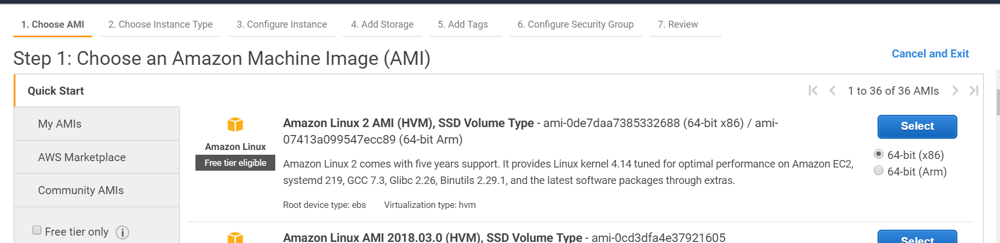 1. Choose AMI 2. Choose Instance Type 3. Configure Instance 4. Add Storage 5. Add Tags 6. Configure Security Group 7. Review
Step 1: Choose an Amazon Machine Image (AMI)
Cancel and Exit
Quick Start
1 to 36 of 36 AMIs
My AMIs
AWS Marketplace
Community AMIs
Free tier only
Amazon Linux
Free tier eligible
Amazon Linux 2 AMI (HVM), SSD Volume Type - ami-0de7daa7385332688 (64-bit x86) / ami-
07413a099547ecc89 (64-bit Arm)
Amazon Linux 2 comes with five years support. It provides Linux kernel 4.14 tuned for optimal performance on Amazon EC2,
systemd 219, GCC 7.3, Glibc 2.26, Binutils 2.29.1, and the latest software packages through extras.
Root device type: ebs Virtualization type: hvm
Select
64-bit (x86)
64-bit (Arm)
Amazon Linux AMI 2018.03.0 (HVM), SSD Volume Type - ami-0cd3dfa4e37921605
Select